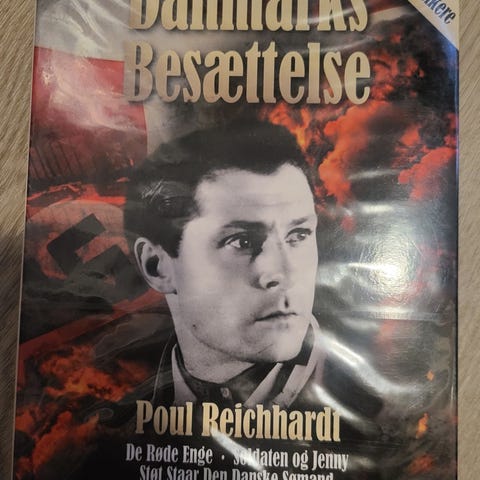 Danmarks
Besættelse
Poul Reichhardt
De Røde Enge · Soldaten og Jenny
Støt Staar Den Danske Sømand